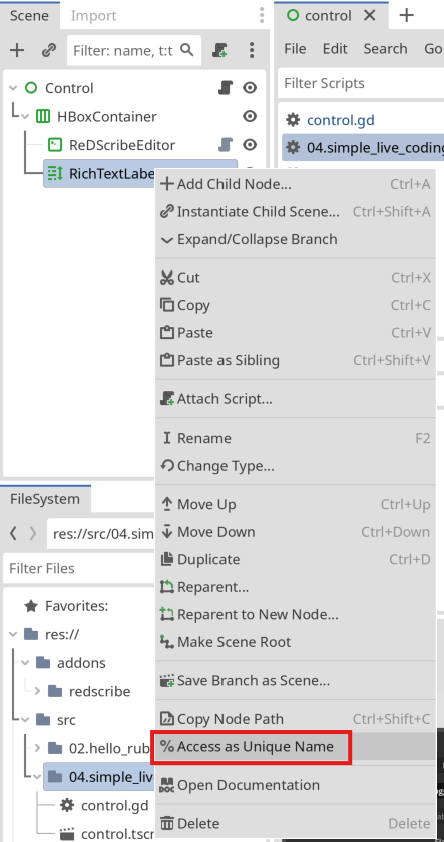 Scene Import
Filter: name, t:t
Control
HBoxContainer
ReDScribeEditor
RichTextLabe
control
File Edit Search Go
Filter Scripts
control.gd
04.simple_live_coding
Add Child Node... Ctrl+A
Instantiate Child Scene... Ctrl+Shift+A
Expand/Collapse Branch
Cut Ctrl+X
Copy Ctrl+C
Paste Ctrl+V
Paste as Sibling Ctrl+Shift+V
Attach Script...
Rename F2
Change Type...
Move Up Ctrl+Up
Move Down Ctrl+Down
Duplicate Ctrl+D
Reparent...
Reparent to New Node...
Make Scene Root
Save Branch as Scene...
Copy Node Path Ctrl+Shift+C
% Access as Unique Name
Open Documentation
Delete Delete
FileSystem
res://src/04.sim
Filter Files
Favorites:
res://
addons
redscribe
src
02.hello_rub
04.simple_liv
control.gd
control.tscr